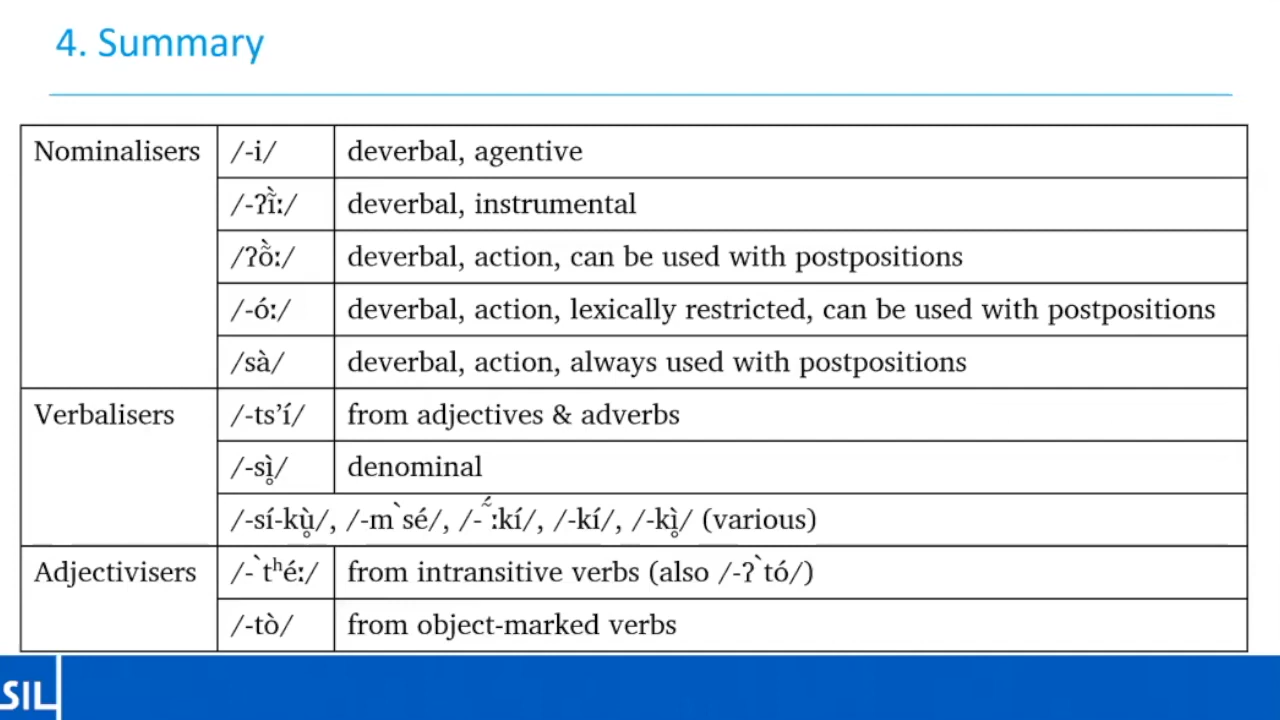 4. Summary
Nominalisers /-i/ deverbal, agentive
/-ʔĩ̀ː/ deverbal, instrumental
/ʔõ̀ː/ deverbal, action, can be used with postpositions
/-óː/ deverbal, action, lexically restricted, can be used with postpositions
/sà/ deverbal, action, always used with postpositions
Verbalisers /-ts’í/ from adjectives & adverbs
/-sì̥/ denominal
/-sí-kù̥/, /-m`sé/, /-˜́ːkí/, /-kí/, /-kì̥/ (various)
Adjectivisers /-`tʰéː/ from intransitive verbs (also /-ʔ`tó/)
/-tò/ from object-marked verbs
SIL